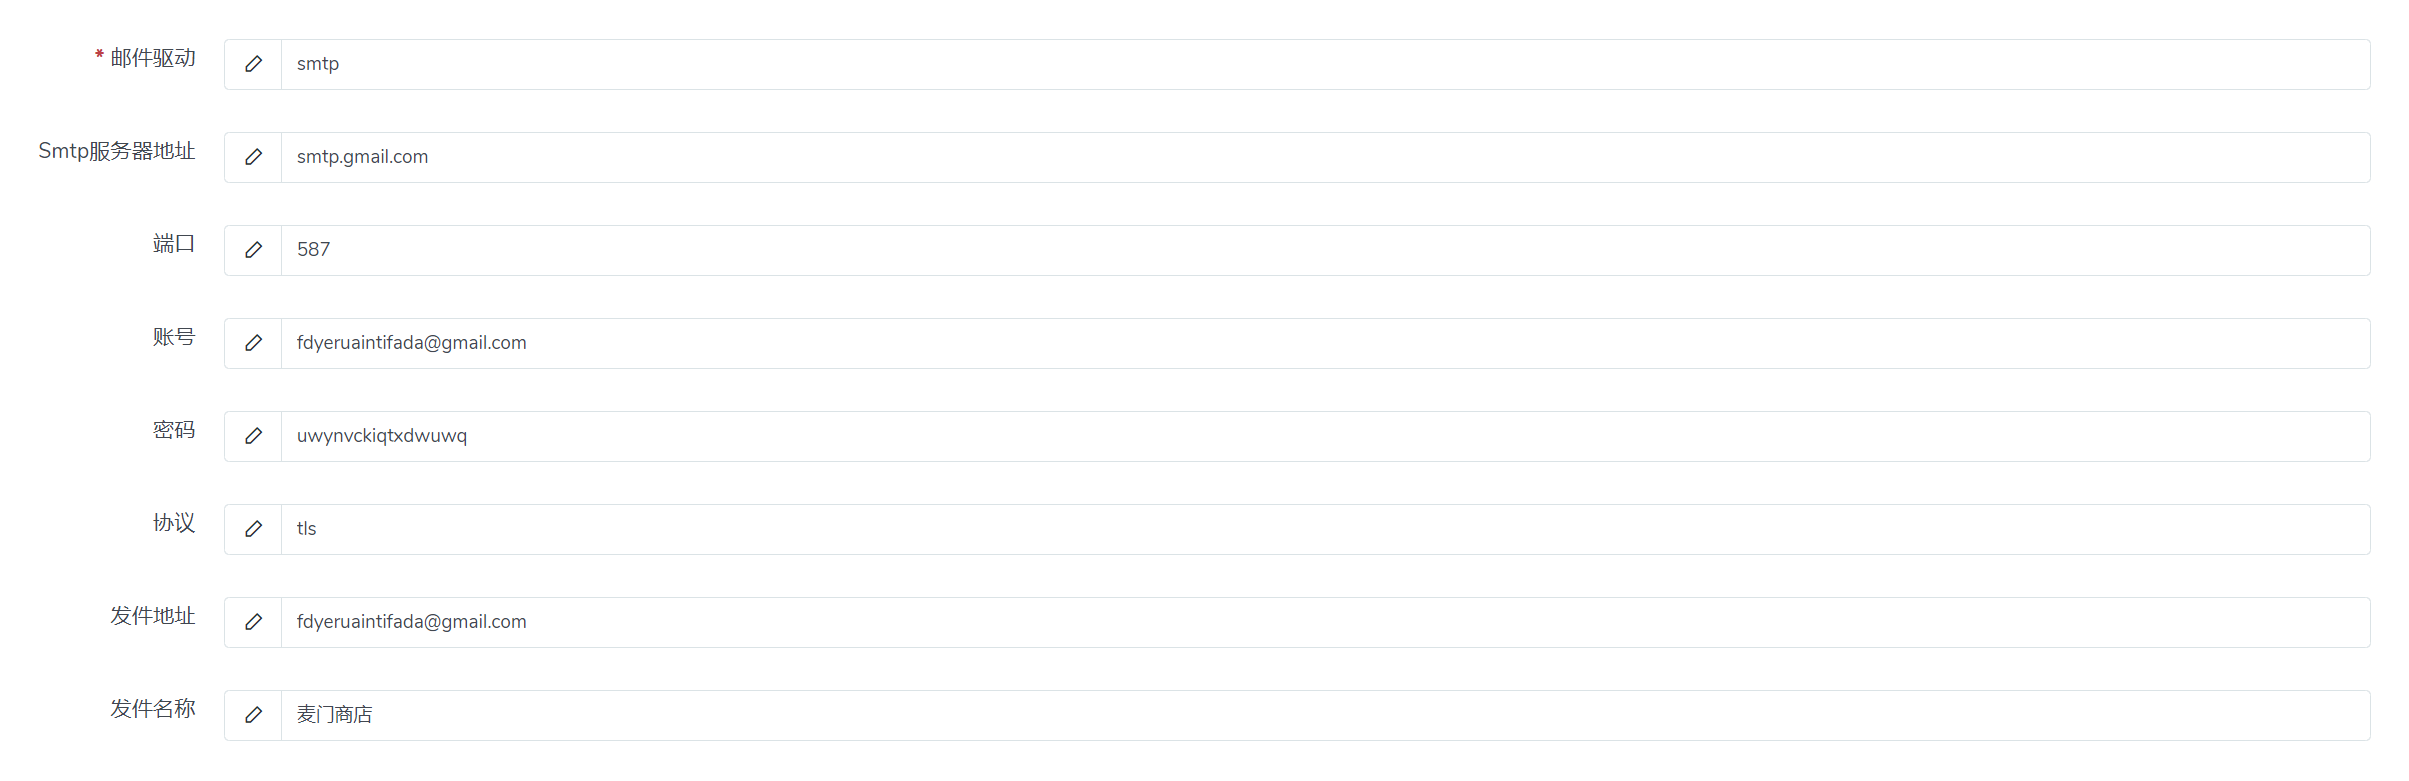 * 邮件驱动 smtp
Smtp服务器地址 smtp.gmail.com
端口 587
账号 fdyeruaintifada@gmail.com
密码 uwynvckiqtxdwuwq
协议 tls
发件地址 fdyeruaintifada@gmail.com
发件名称 麦门商店